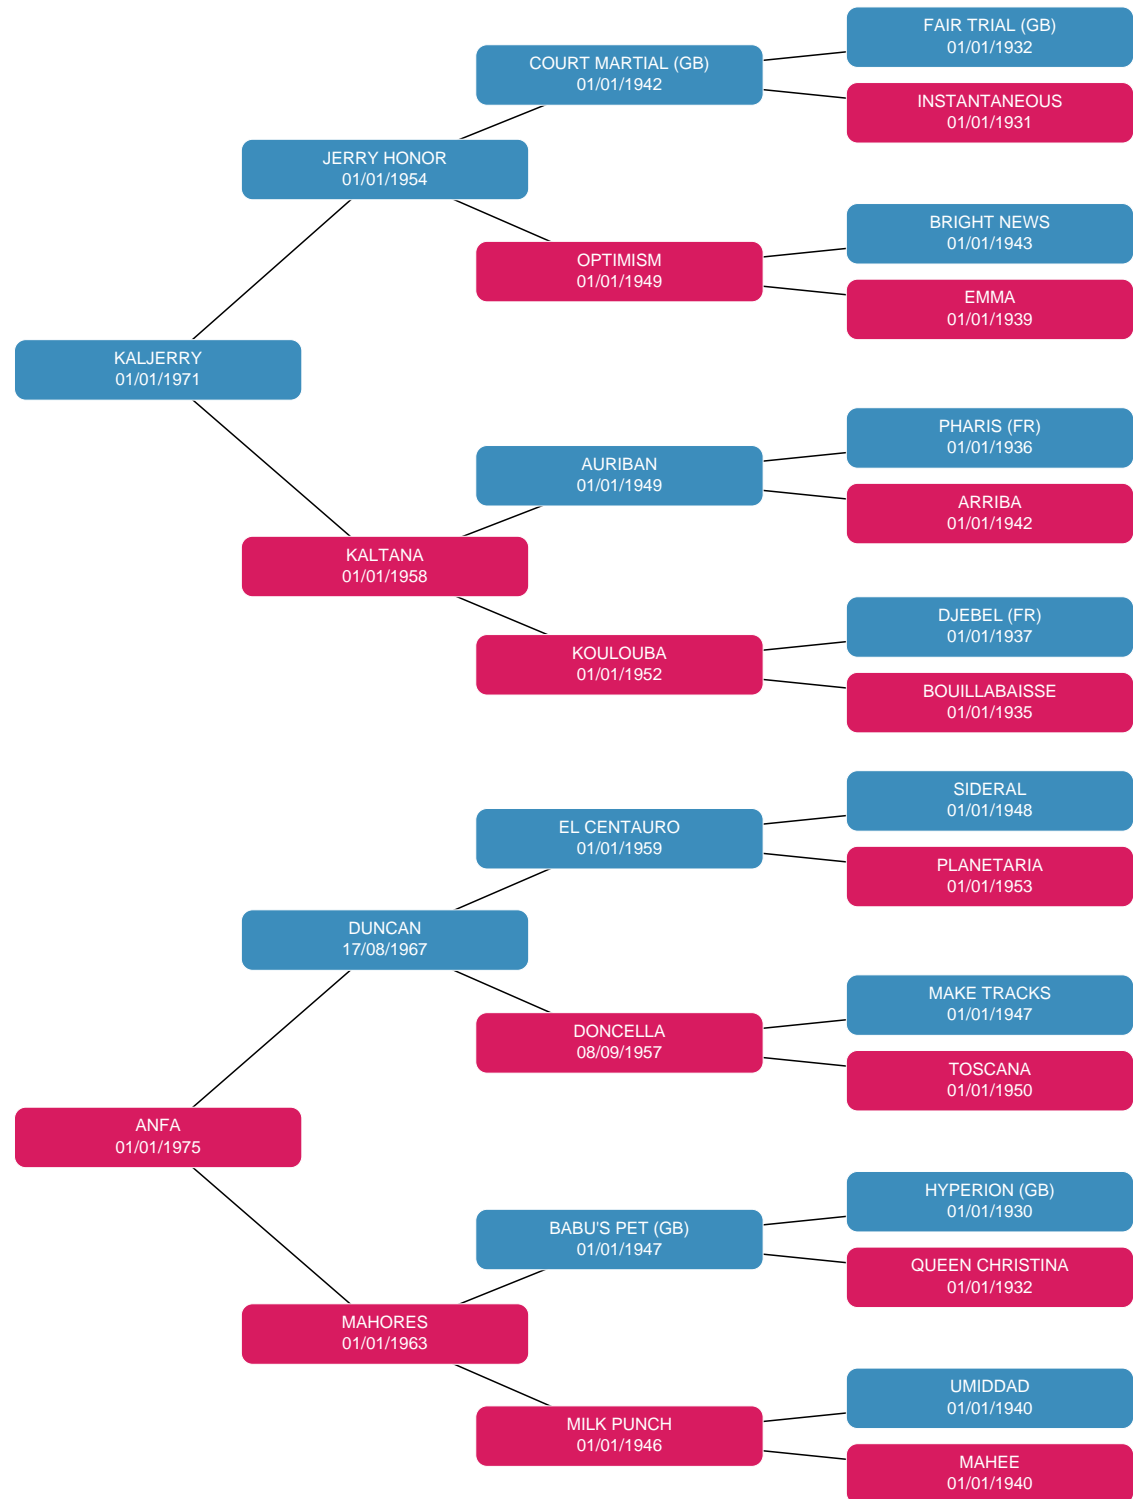 FAIR TRIAL (GB)
01/01/1932
COURT MARTIAL (GB)
01/01/1942
INSTANTANEOUS
01/01/1931
JERRY HONOR
01/01/1954
BRIGHT NEWS
01/01/1943
OPTIMISM
01/01/1949
EMMA
01/01/1939
KALJERRY
01/01/1971
PHARIS (FR)
01/01/1936
AURIBAN
01/01/1949
ARRIBA
01/01/1942
KALTANA
01/01/1958
DJEBEL (FR)
01/01/1937
KOULOUBA
01/01/1952
BOUILLABAISSE
01/01/1935
SIDERAL
01/01/1948
EL CENTAURO
01/01/1959
PLANETARIA
01/01/1953
DUNCAN
17/08/1967
MAKE TRACKS
01/01/1947
DONCELLA
08/09/1957
TOSCANA
01/01/1950
ANFA
01/01/1975
HYPERION (GB)
01/01/1930
BABU'S PET (GB)
01/01/1947
QUEEN CHRISTINA
01/01/1932
MAHORES
01/01/1963
UMIDDAD
01/01/1940
MILK PUNCH
01/01/1946
MAHEE
01/01/1940